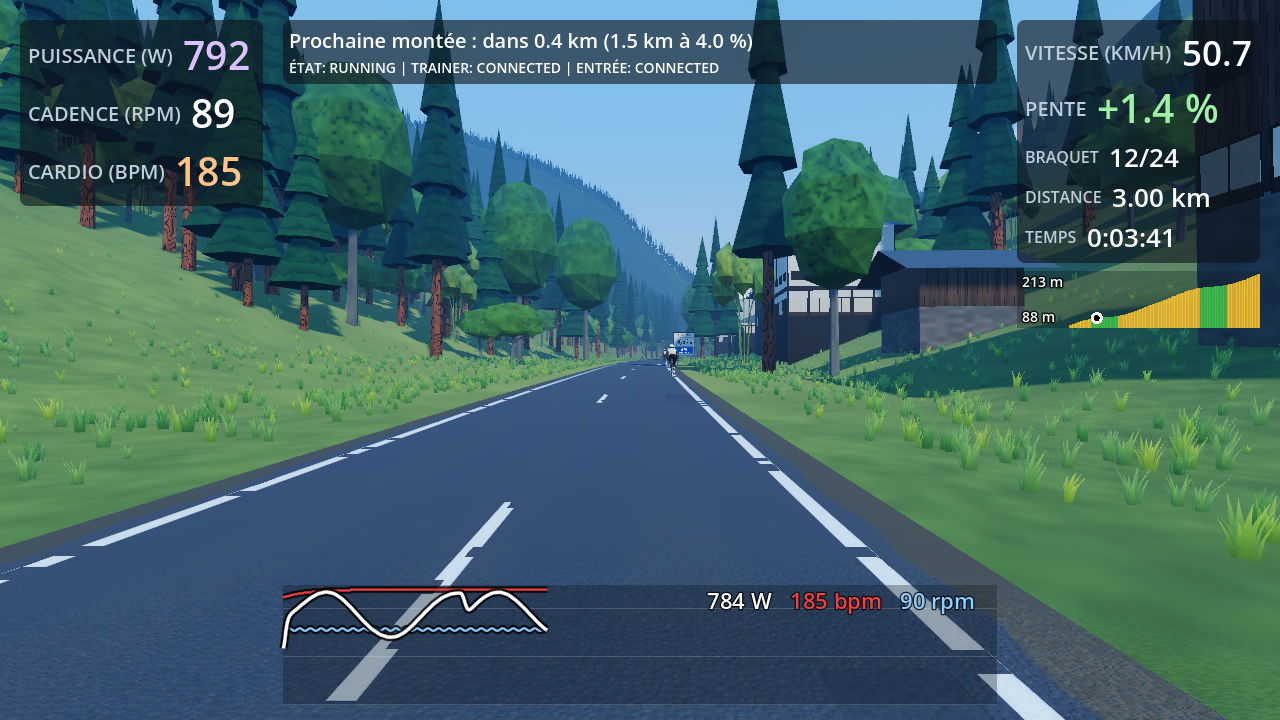 PUISSANCE (W) 792
CADENCE (RPM) 89
CARDIO (BPM) 185
Prochaine montée : dans 0.4 km (1.5 km à 4.0 %)
ÉTAT: RUNNING | TRAINER: CONNECTED | ENTRÉE: CONNECTED
VITESSE (KM/H) 50.7
PENTE +1.4 %
BRAQUET 12/24
DISTANCE 3.00 km
TEMPS 0:03:41
213 m
88 m
784 W 185 bpm 90 rpm